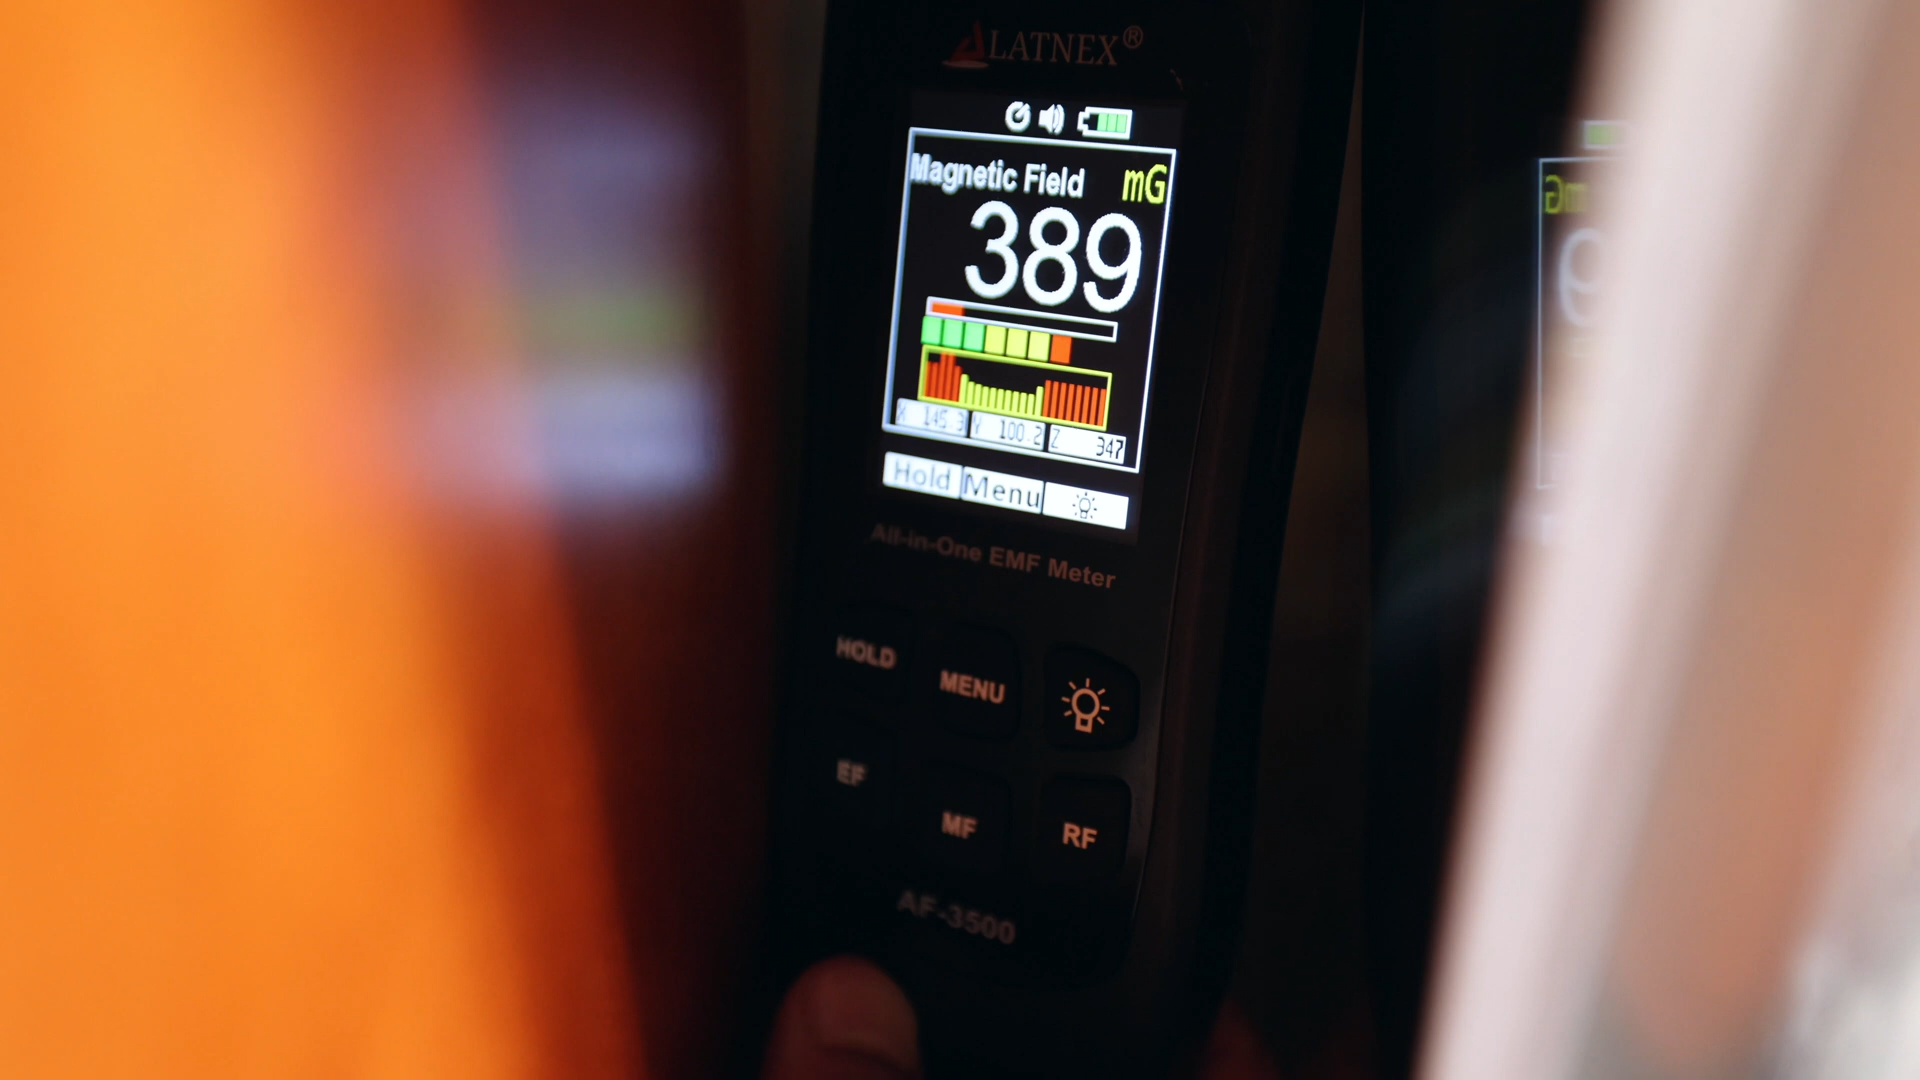 LATNEX®
Magnetic Field mG
389
X 145.3 Y 100.2 Z 347
Hold Menu
All-in-One EMF Meter
HOLD MENU
EF MF RF
AF-3500